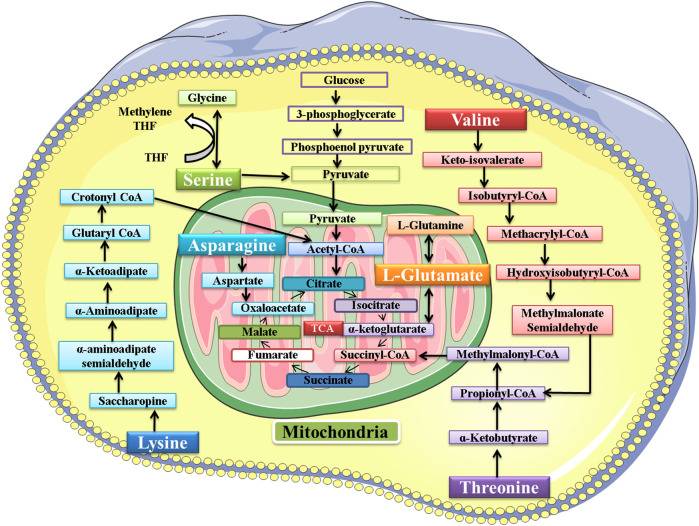 Glucose
3-phosphoglycerate
Phosphoenol pyruvate
Pyruvate
Glycine
Methylene
THF
THF
Serine
Valine
Keto-isovalerate
Isobutyryl-CoA
Methacrylyl-CoA
Hydroxyisobutyryl-CoA
Methylmalonate
Semialdehyde
Crotonyl CoA
Glutaryl CoA
α-Ketoadipate
α-Aminoadipate
α-aminoadipate
semialdehyde
Saccharopine
Lysine
Pyruvate
Acetyl-CoA
L-Glutamine
L-Glutamate
Asparagine
Aspartate
Citrate
Oxaloacetate
Isocitrate
Malate
TCA
α-ketoglutarate
Fumarate
Succinyl-CoA
Succinate
Methylmalonyl-CoA
Propionyl-CoA
α-Ketobutyrate
Threonine
Mitochondria